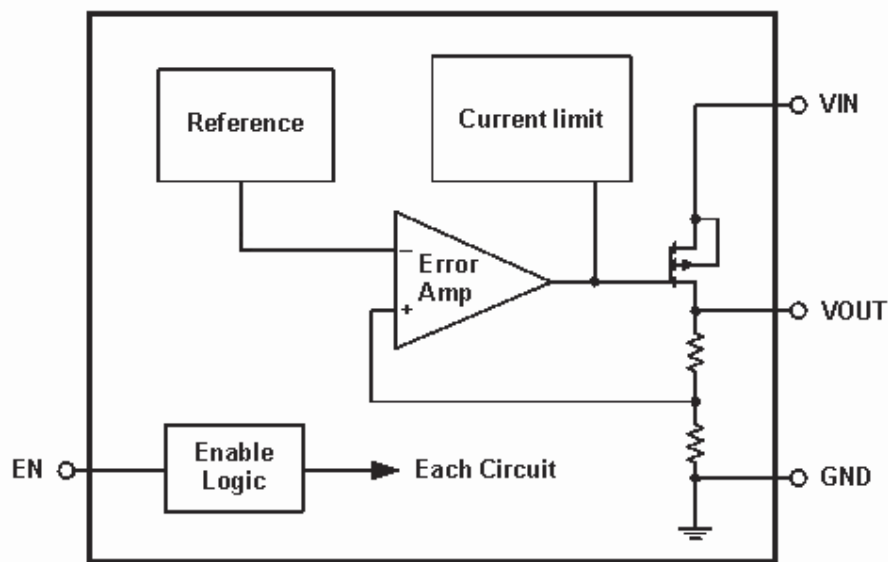 Reference
Current limit
VIN
−
Error
Amp
+
VOUT
EN
Enable
Logic
Each Circuit
GND